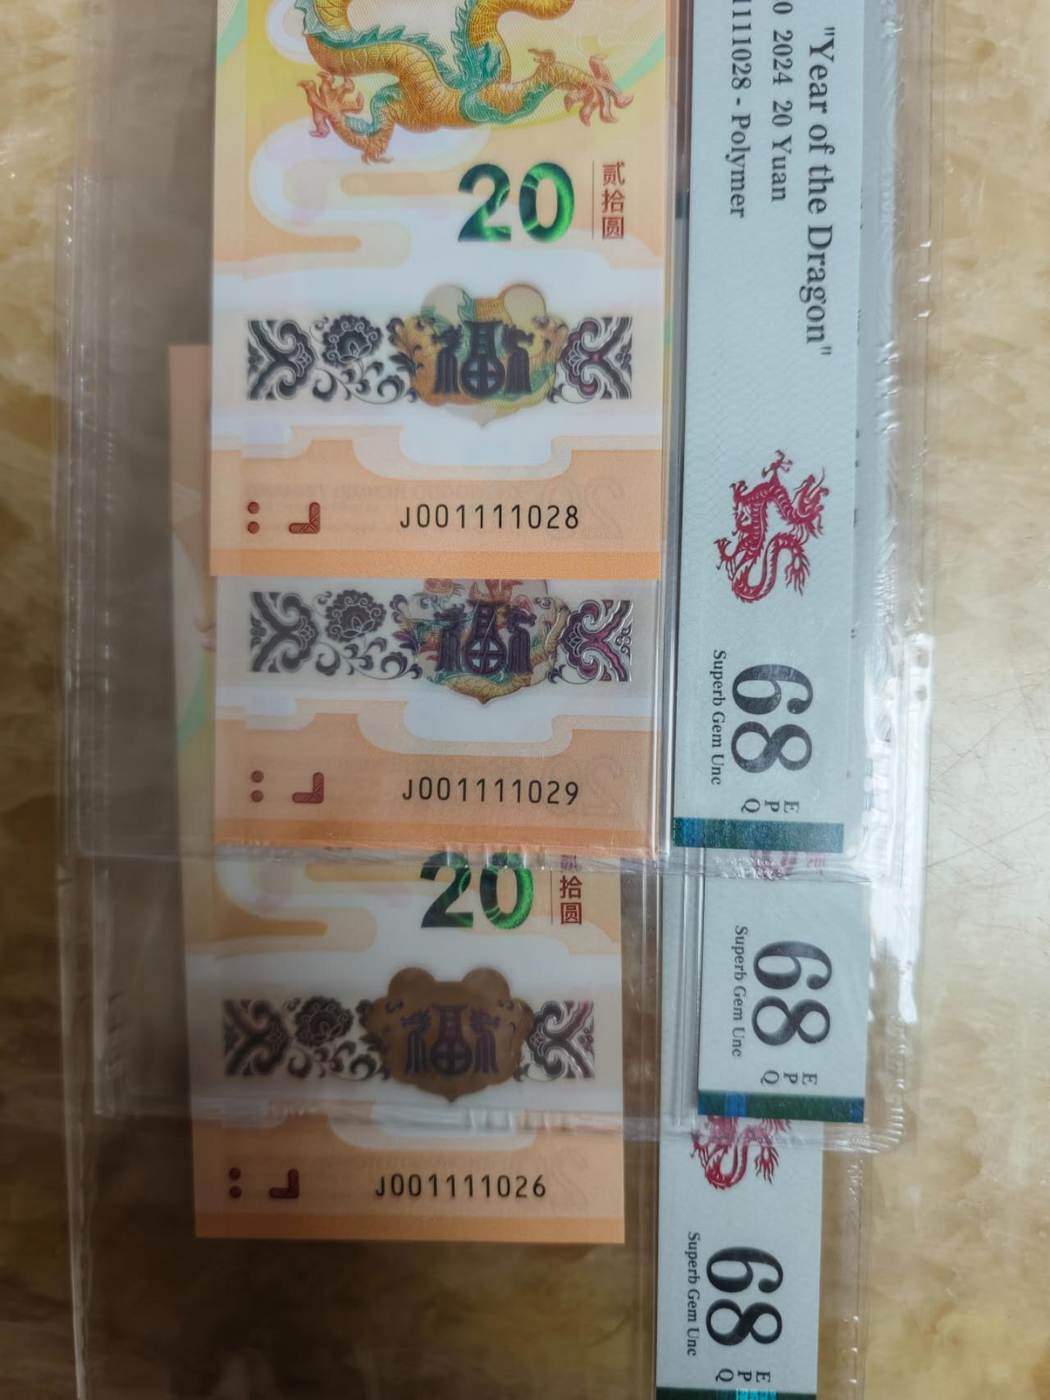 20
贰拾圆
福
J001111028
福
J001111029
20
贰拾圆
福
J001111026
"Year of the Dragon"
0 2024 20 Yuan
1111028 - Polymer
68
Superb Gem Unc
EPQ
68
Superb Gem Unc
EPQ
68
Superb Gem Unc
EPQ